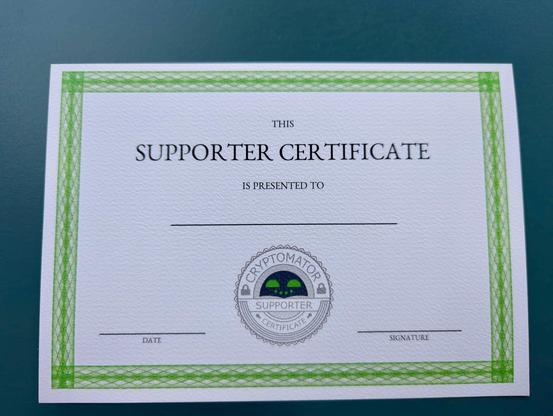 THIS
SUPPORTER CERTIFICATE
IS PRESENTED TO
CRYPTOMATOR
SUPPORTER
CERTIFICATE
DATE
SIGNATURE